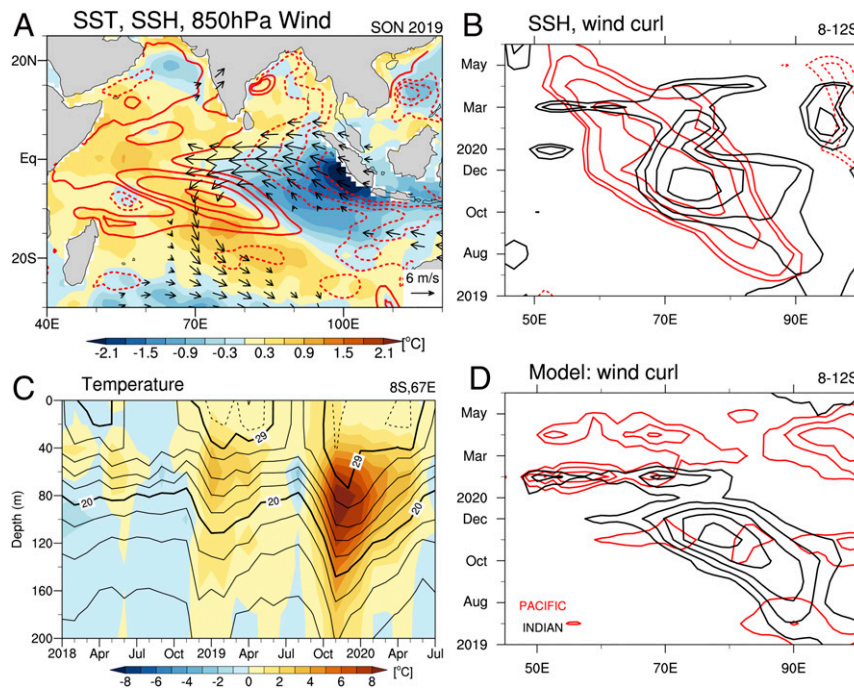 A SST, SSH, 850hPa Wind SON 2019
20N
Eq
20S
6 m/s
40E 70E 100E
-2.1 -1.5 -0.9 -0.3 0.3 0.9 1.5 2.1 [°C]
B SSH, wind curl 8-12S
May
Mar
2020
Dec
Oct
Aug
2019
50E 70E 90E
C Temperature 8S,67E
0
40
80
120
160
200
Depth (m)
29
29
20
20
2018 Apr Jul Oct 2019 Apr Jul Oct 2020 Apr Jul
-8 -6 -4 -2 0 2 4 6 8 [°C]
D Model: wind curl 8-12S
May
Mar
2020
Dec
Oct
Aug
2019
PACIFIC
INDIAN
50E 70E 90E